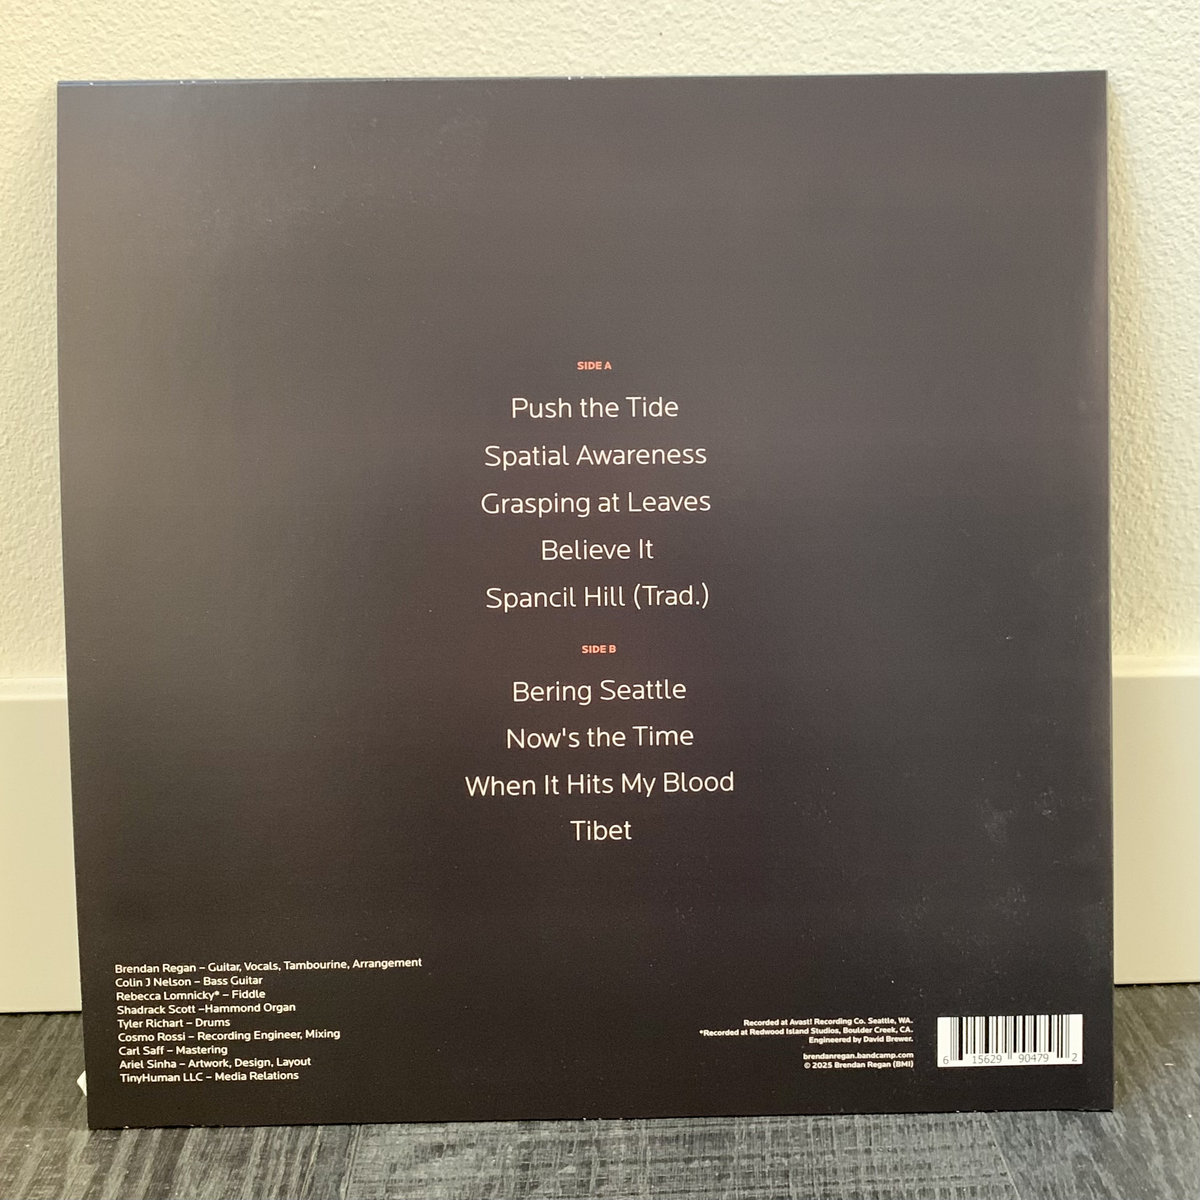 SIDE A
Push the Tide
Spatial Awareness
Grasping at Leaves
Believe It
Spancil Hill (Trad.)
SIDE B
Bering Seattle
Now's the Time
When It Hits My Blood
Tibet
Brendan Regan – Guitar, Vocals, Tambourine, Arrangement
Colin J Nelson – Bass Guitar
Rebecca Lomnicky* – Fiddle
Shadrack Scott –Hammond Organ
Tyler Richart – Drums
Cosmo Rossi – Recording Engineer, Mixing
Carl Saff – Mastering
Ariel Sinha – Artwork, Design, Layout
TinyHuman LLC – Media Relations
Recorded at Avast! Recording Co. Seattle, WA.
*Recorded at Redwood Island Studios, Boulder Creek, CA.
Engineered by David Brewer.
brendanregan.bandcamp.com
© 2025 Brendan Regan (BMI)
6 15629 90479 2